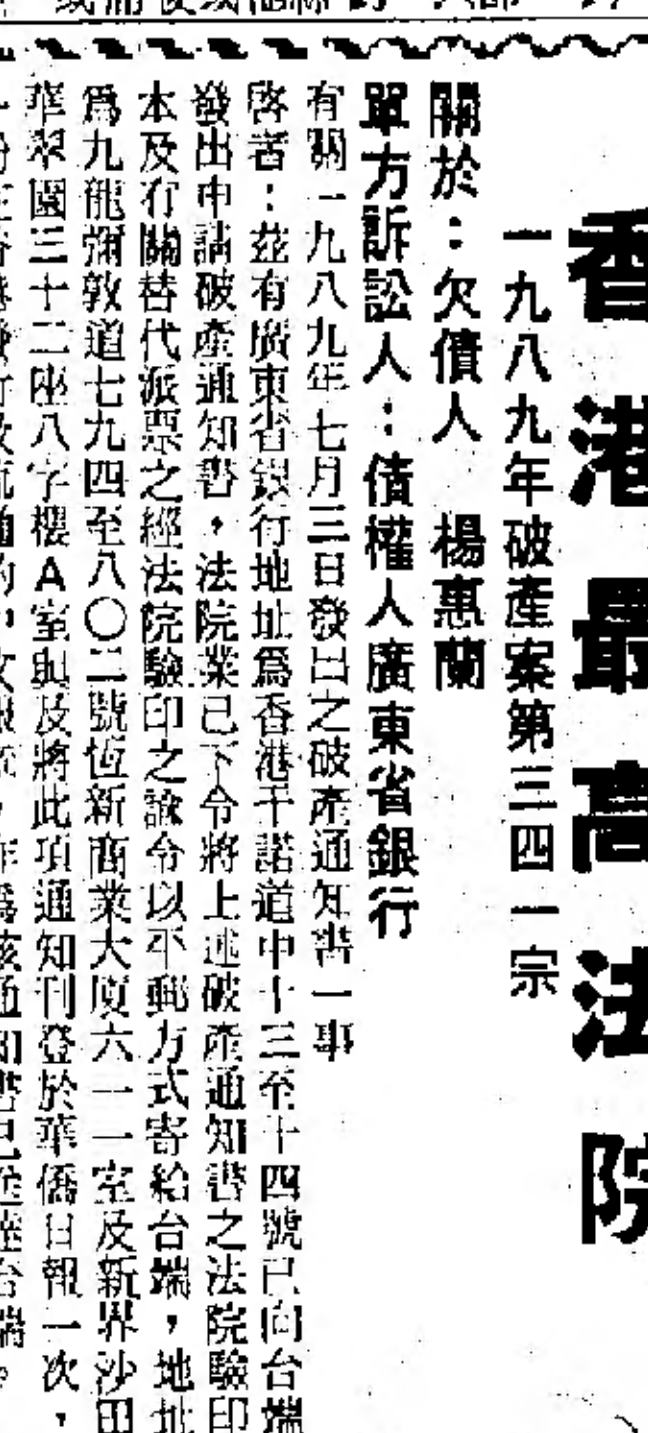 香港最高法院
一九八九年破產案第三四一宗
關於：欠債人　楊惠蘭
單方訴訟人：債權人廣東省銀行
有關一九八九年七月三日發出之破產通知書一事
啓者：茲有廣東省銀行地址爲香港干諾道中十三至十四號已向台端
發出申請破產通知書，法院業已下令將上述破產通知書之法院驗印
本及有關替代派票之經法院驗印之諭令以平郵方式寄給台端，地址
爲九龍彌敦道七九四至八〇二號恆新商業大廈六一一室及新界沙田
華翠園三十二座八字樓A室與及將此項通知刊登於華僑日報一次，